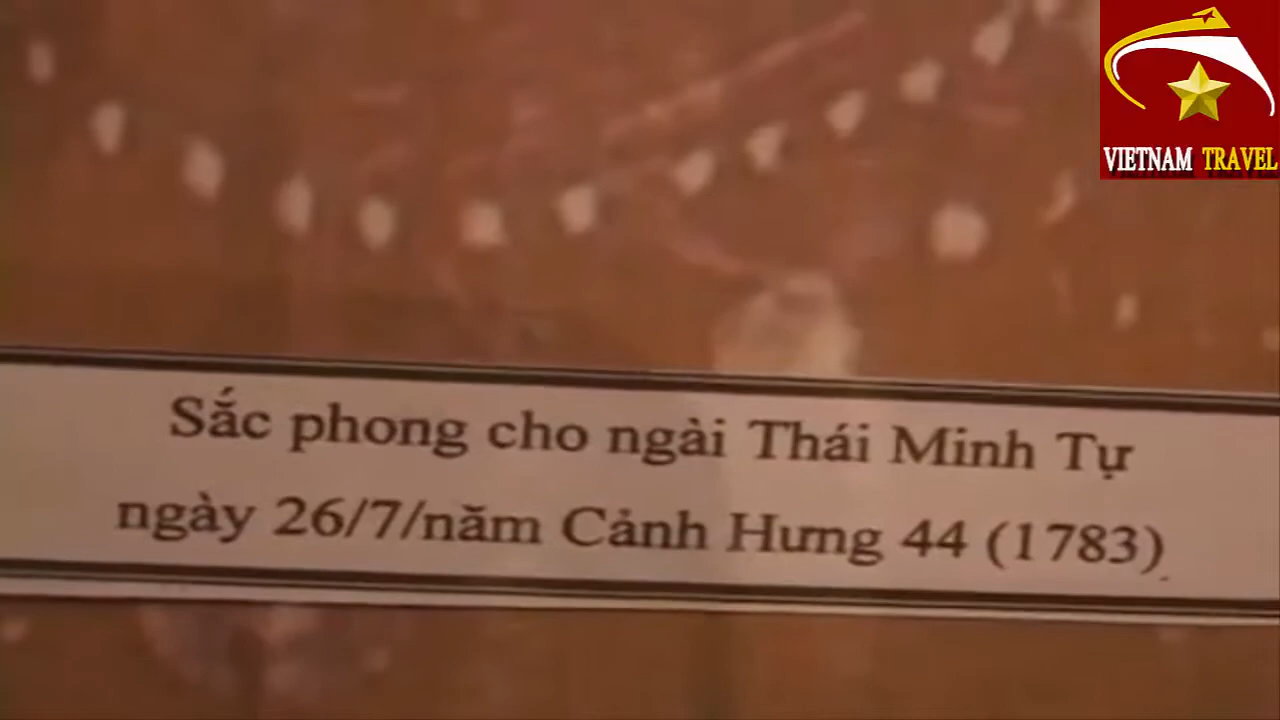 VIETNAM TRAVEL
Sắc phong cho ngài Thái Minh Tự
ngày 26/7/năm Cảnh Hưng 44 (1783)